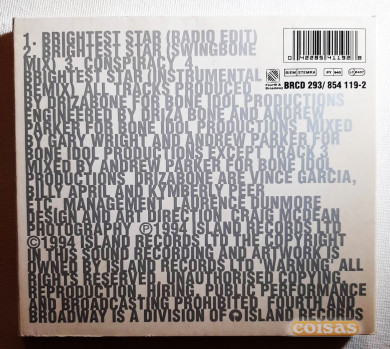 1. BRIGHTEST STAR (RADIO EDIT)
2. BRIGHTEST STAR (SWINGBONE
MIX) 3. CONSPIRACY 4.
BRIGHTEST STAR (INSTRUMENTAL
REMIX) ALL TRACKS PRODUCED
BY DRIZABONE FOR BONE IDOL PRODUCTIONS
ENGINEERED BY DRIZA BONE AND ANDREW
PARKER FOR BONE IDOL PRODUCTIONS. MIXED
BY GARY WRIGHT AND ANDREW PARKER FOR
BONE IDOL PRODUCTIONS EXCEPT TRACK 3
BY ANDREW PARKER FOR BONE IDOL
PRODUCTIONS. DRIZABONE ARE VINCE GARCIA,
BILLY APRIL AND KYMBERLY PEER
MANAGEMENT LAURENCE DUNMORE
DESIGN AND ART DIRECTION. CRAIG MCDEAN
PHOTOGRAPHY ℗1994 ISLAND RECORDS LTD
©1994 ISLAND RECORDS LTD THE COPYRIGHT
IN THIS SOUND RECORDING AND ARTWORK IS
OWNED BY ISLAND RECORDS LTD. WARNING. ALL
RIGHTS RESERVED. UNAUTHORISED COPYING,
REPRODUCTION, HIRING, PUBLIC PERFORMANCE
AND BROADCASTING PROHIBITED. FOURTH AND
BROADWAY IS A DIVISION OF ISLAND RECORDS
Fourth &
Broadway
BIEM STEMRA
BRCD 293/ 854 119-2
RECORDS
coisas